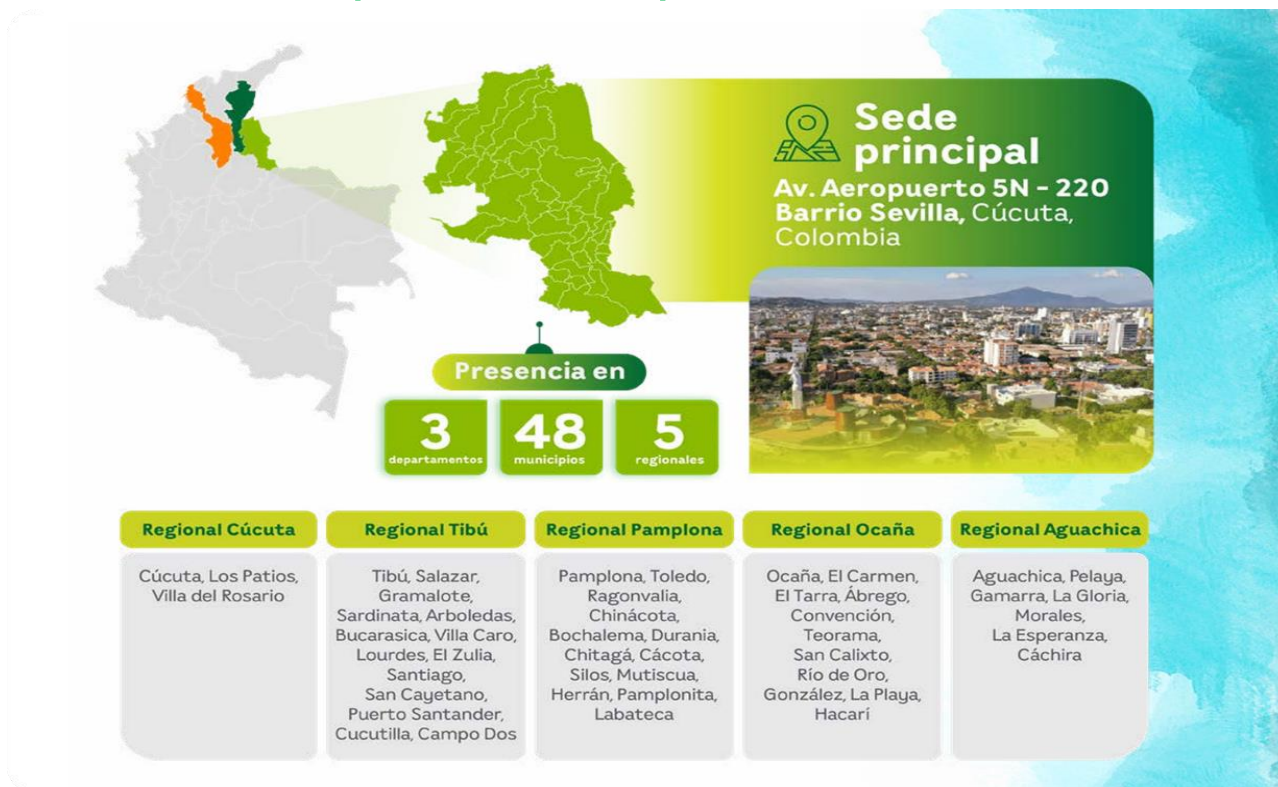 Sede
principal
Av. Aeropuerto 5N - 220
Barrio Sevilla, Cúcuta,
Colombia
Presencia en
3
departamentos
48
municipios
5
regionales
Regional Cúcuta
Cúcuta, Los Patios,
Villa del Rosario
Regional Tibú
Tibú, Salazar,
Gramalote,
Sardinata, Arboledas,
Bucarasica, Villa Caro,
Lourdes, El Zulia,
Santiago,
San Cayetano,
Puerto Santander,
Cucutilla, Campo Dos
Regional Pamplona
Pamplona, Toledo,
Ragonvalia,
Chinácota,
Bochalema, Durania,
Chitagá, Cácota,
Silos, Mutiscua,
Herrán, Pamplonita,
Labateca
Regional Ocaña
Ocaña, El Carmen,
El Tarra, Ábrego,
Convención,
Teorama,
San Calixto,
Río de Oro,
González, La Playa,
Hacarí
Regional Aguachica
Aguachica, Pelaya,
Gamarra, La Gloria,
Morales,
La Esperanza,
Cáchira